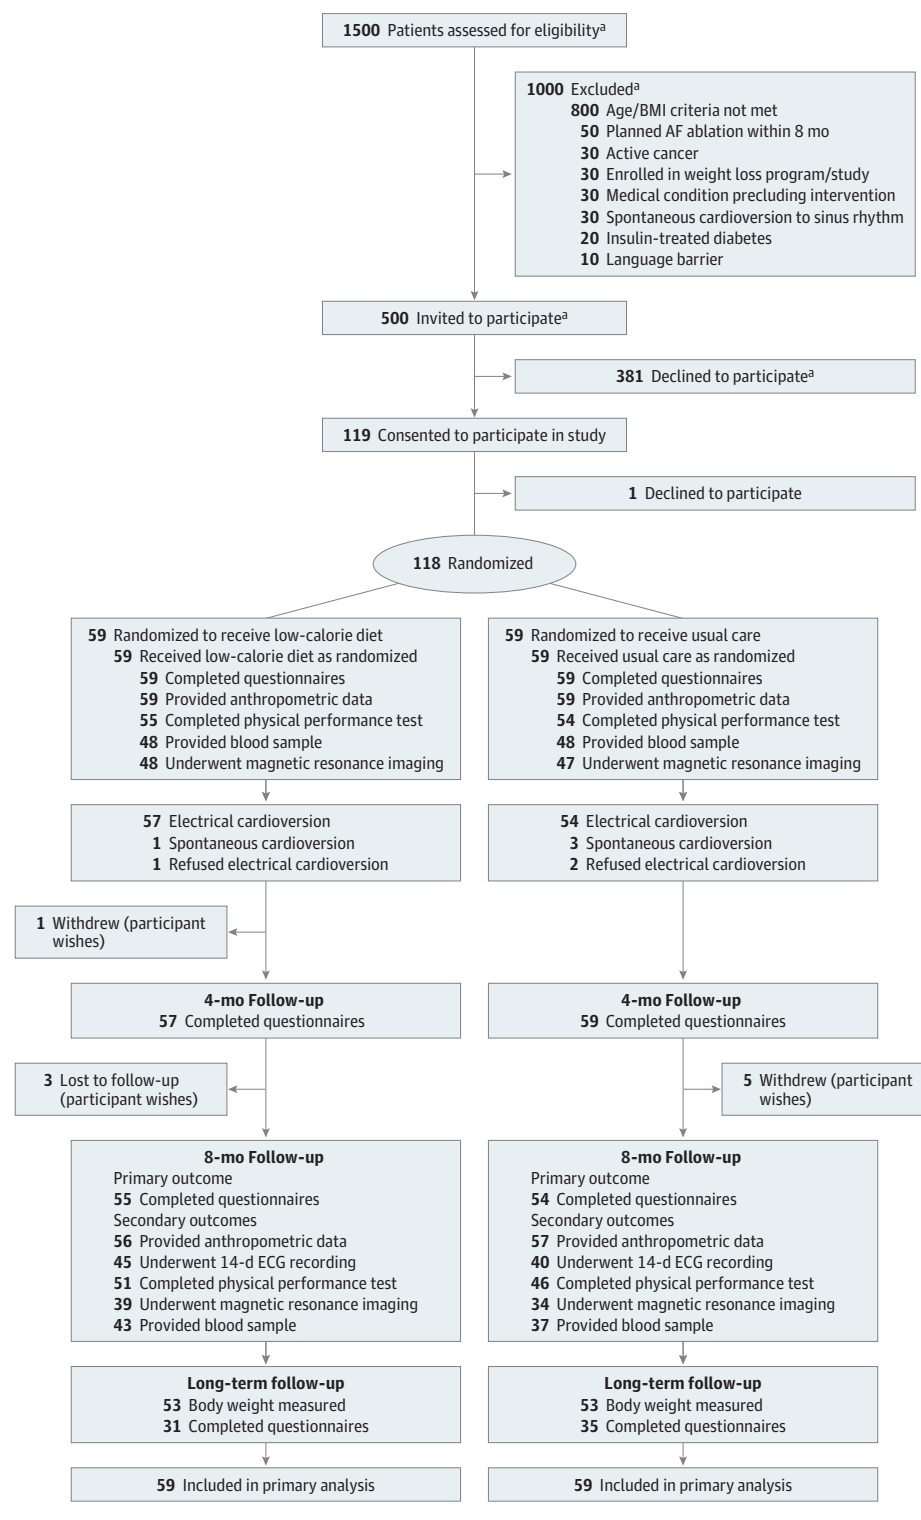 1500 Patients assessed for eligibilityᵃ
1000 Excludedᵃ
800 Age/BMI criteria not met
50 Planned AF ablation within 8 mo
30 Active cancer
30 Enrolled in weight loss program/study
30 Medical condition precluding intervention
30 Spontaneous cardioversion to sinus rhythm
20 Insulin-treated diabetes
10 Language barrier
500 Invited to participateᵃ
381 Declined to participateᵃ
119 Consented to participate in study
1 Declined to participate
118 Randomized
59 Randomized to receive low-calorie diet
59 Received low-calorie diet as randomized
59 Completed questionnaires
59 Provided anthropometric data
55 Completed physical performance test
48 Provided blood sample
48 Underwent magnetic resonance imaging
59 Randomized to receive usual care
59 Received usual care as randomized
59 Completed questionnaires
59 Provided anthropometric data
54 Completed physical performance test
48 Provided blood sample
47 Underwent magnetic resonance imaging
57 Electrical cardioversion
1 Spontaneous cardioversion
1 Refused electrical cardioversion
54 Electrical cardioversion
3 Spontaneous cardioversion
2 Refused electrical cardioversion
1 Withdrew (participant
wishes)
4-mo Follow-up
57 Completed questionnaires
4-mo Follow-up
59 Completed questionnaires
3 Lost to follow-up
(participant wishes)
5 Withdrew (participant
wishes)
8-mo Follow-up
Primary outcome
55 Completed questionnaires
Secondary outcomes
56 Provided anthropometric data
45 Underwent 14-d ECG recording
51 Completed physical performance test
39 Underwent magnetic resonance imaging
43 Provided blood sample
8-mo Follow-up
Primary outcome
54 Completed questionnaires
Secondary outcomes
57 Provided anthropometric data
40 Underwent 14-d ECG recording
46 Completed physical performance test
34 Underwent magnetic resonance imaging
37 Provided blood sample
Long-term follow-up
53 Body weight measured
31 Completed questionnaires
Long-term follow-up
53 Body weight measured
35 Completed questionnaires
59 Included in primary analysis
59 Included in primary analysis